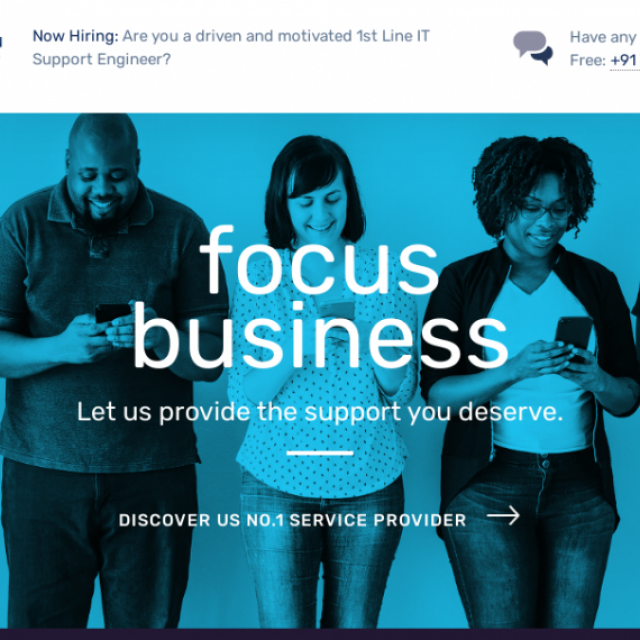 Now Hiring: Are you a driven and motivated 1st Line IT
Support Engineer?
Have any
Free: +91
focus
business
Let us provide the support you deserve.
DISCOVER US NO.1 SERVICE PROVIDER